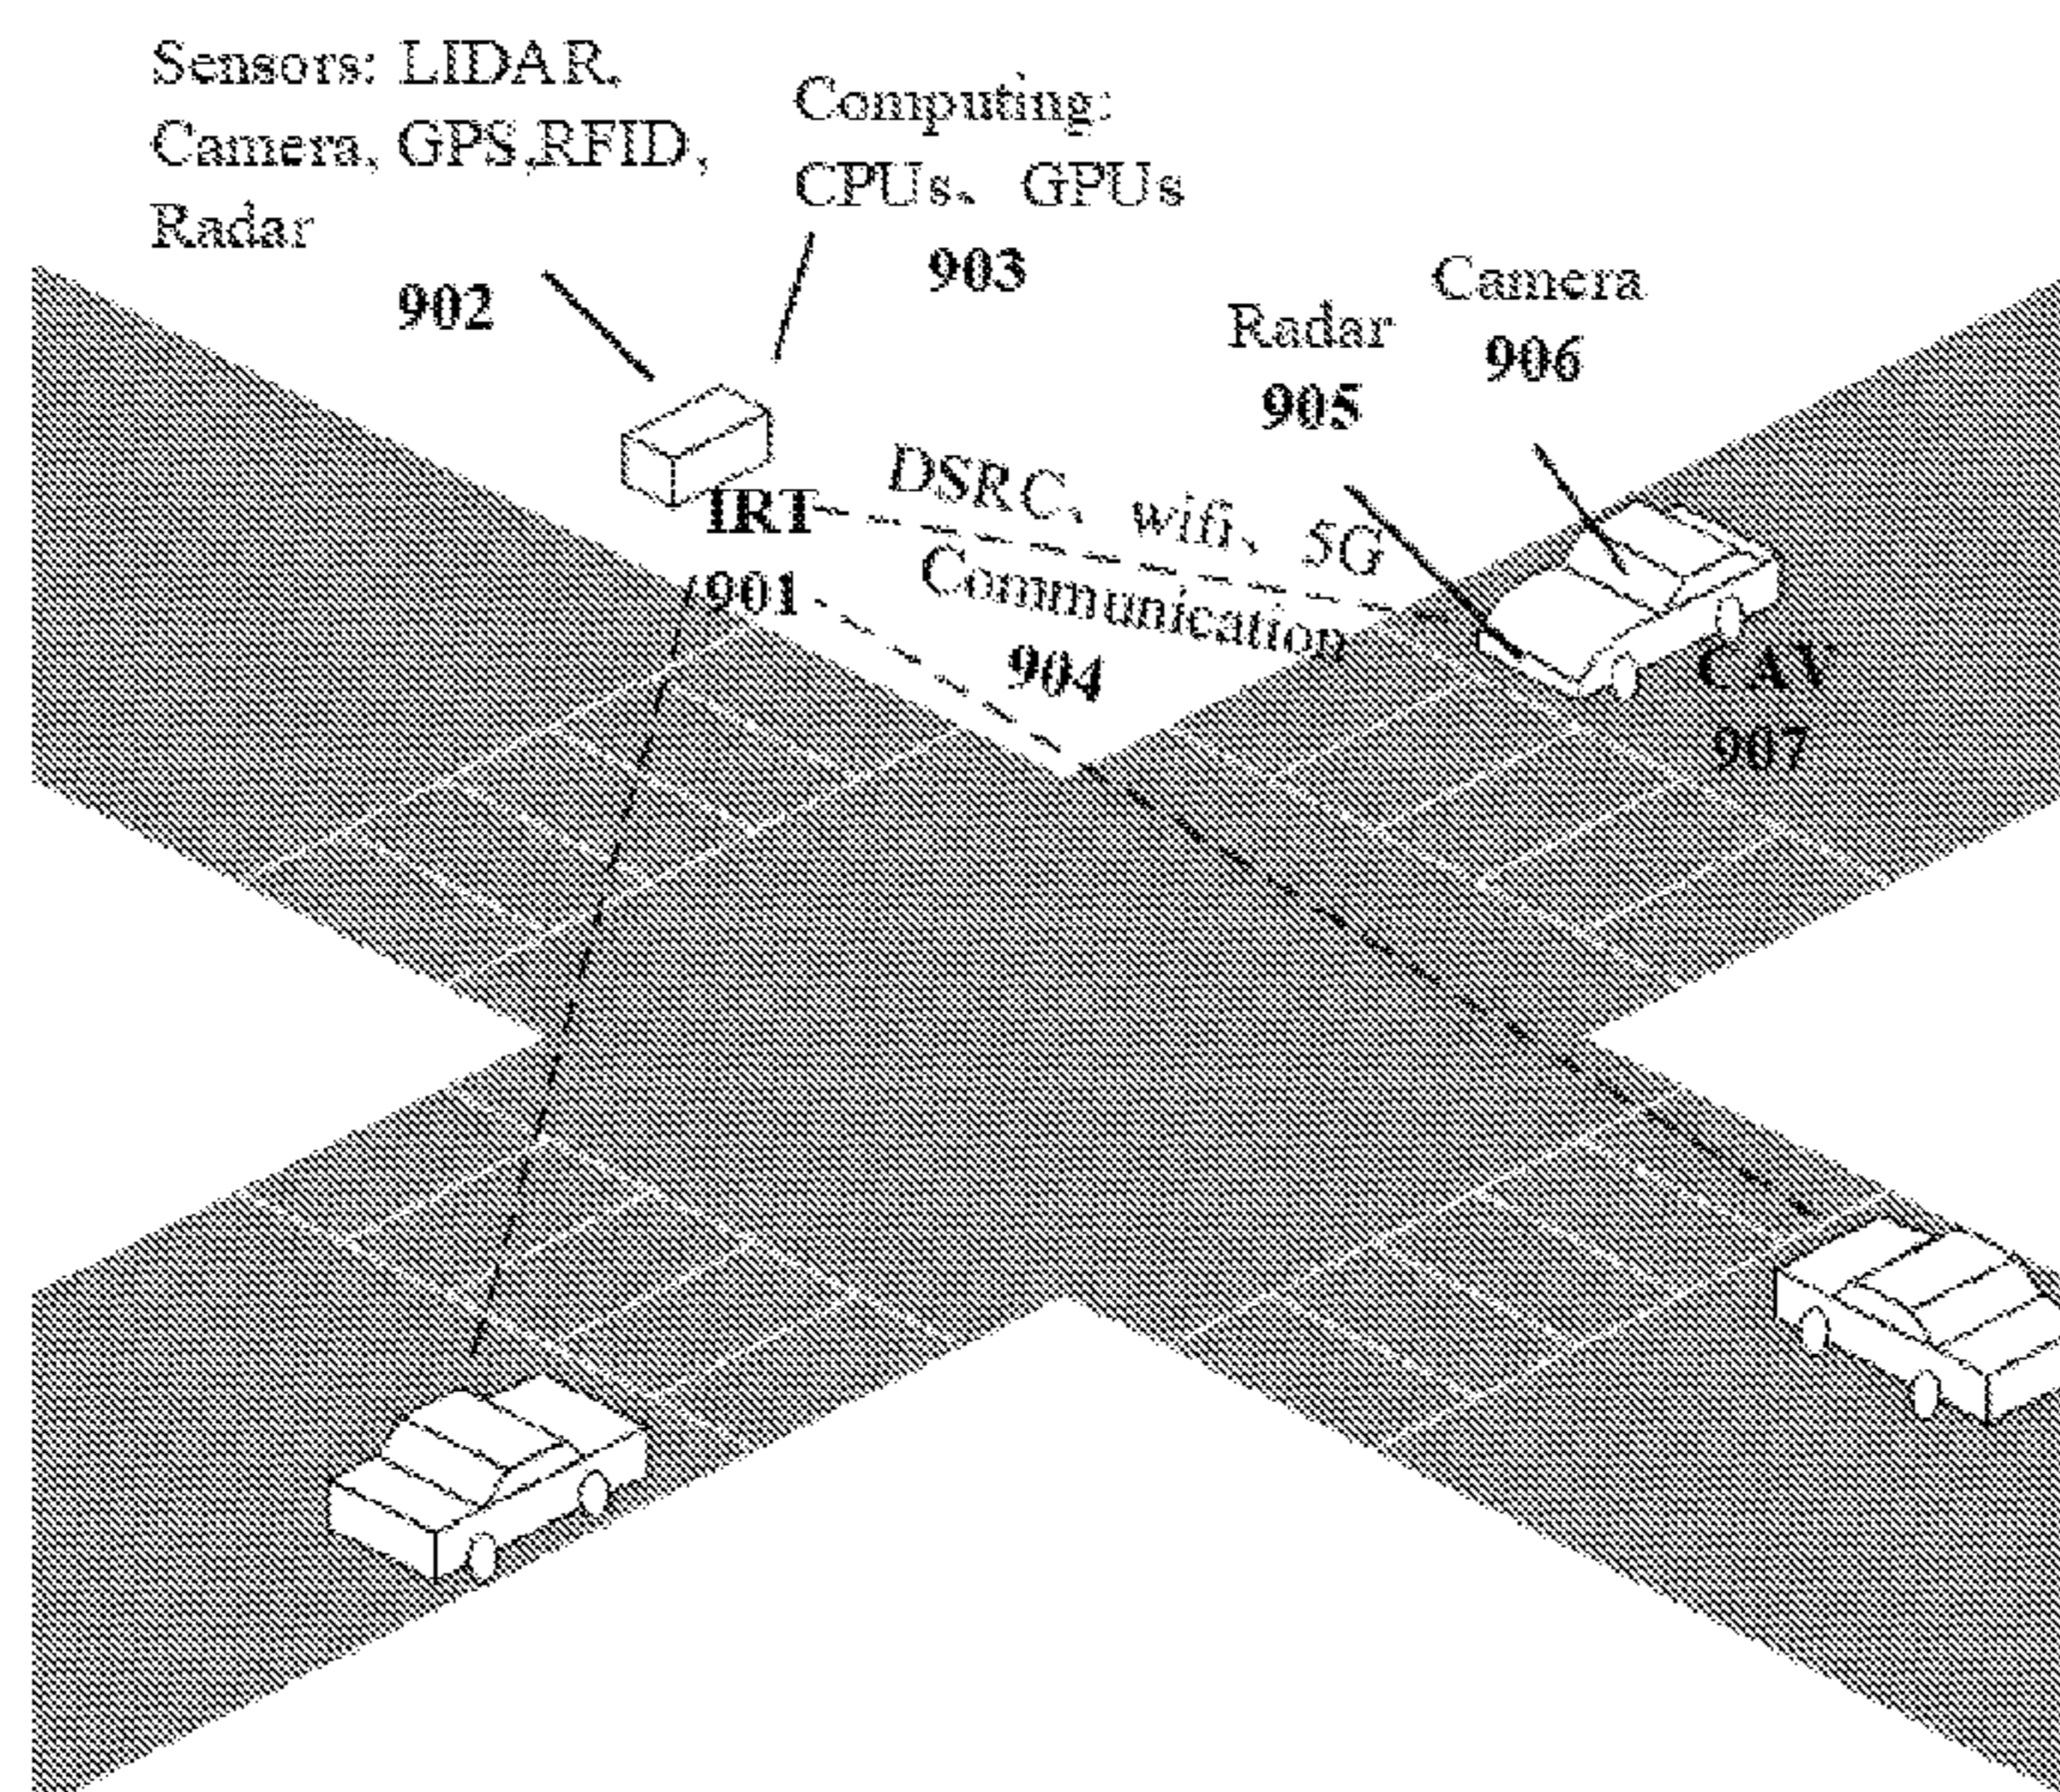 Sensors: LIDAR,
Camera, GPS,RFID,
Radar
902
Computing:
CPUs、GPUs
903
Radar
905
Camera
906
IRT
901
DSRC、wifi、5G
Communication
904
CAV
907